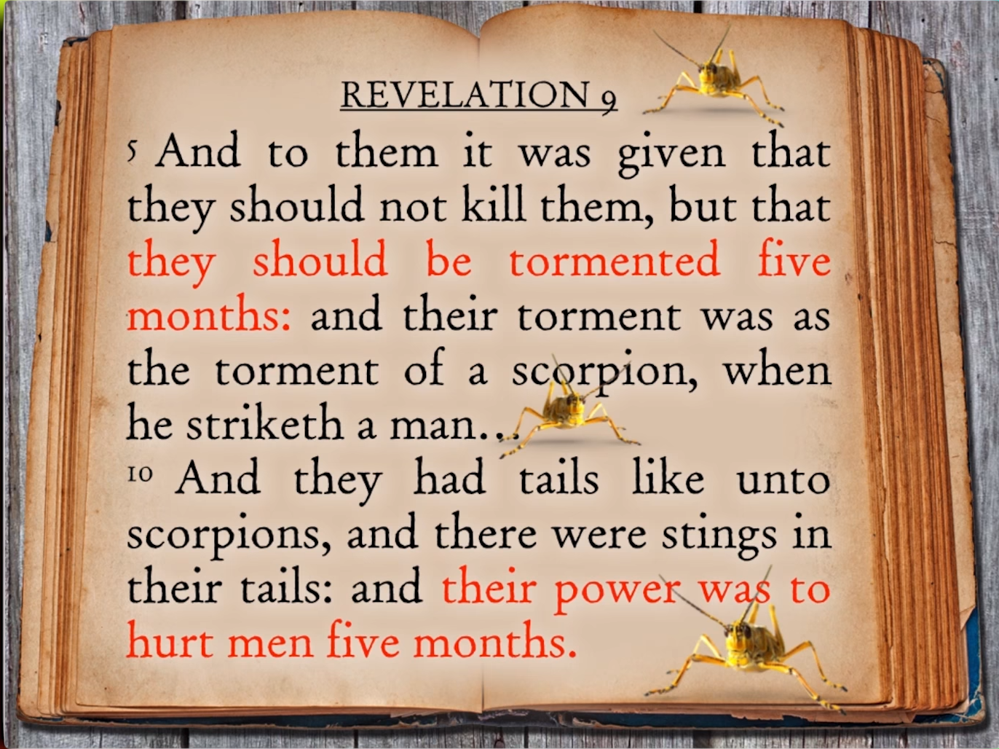 REVELATION 9
5 And to them it was given that
they should not kill them, but that
they should be tormented five
months: and their torment was as
the torment of a scorpion, when
he striketh a man...
10 And they had tails like unto
scorpions, and there were stings in
their tails: and their power was to
hurt men five months.